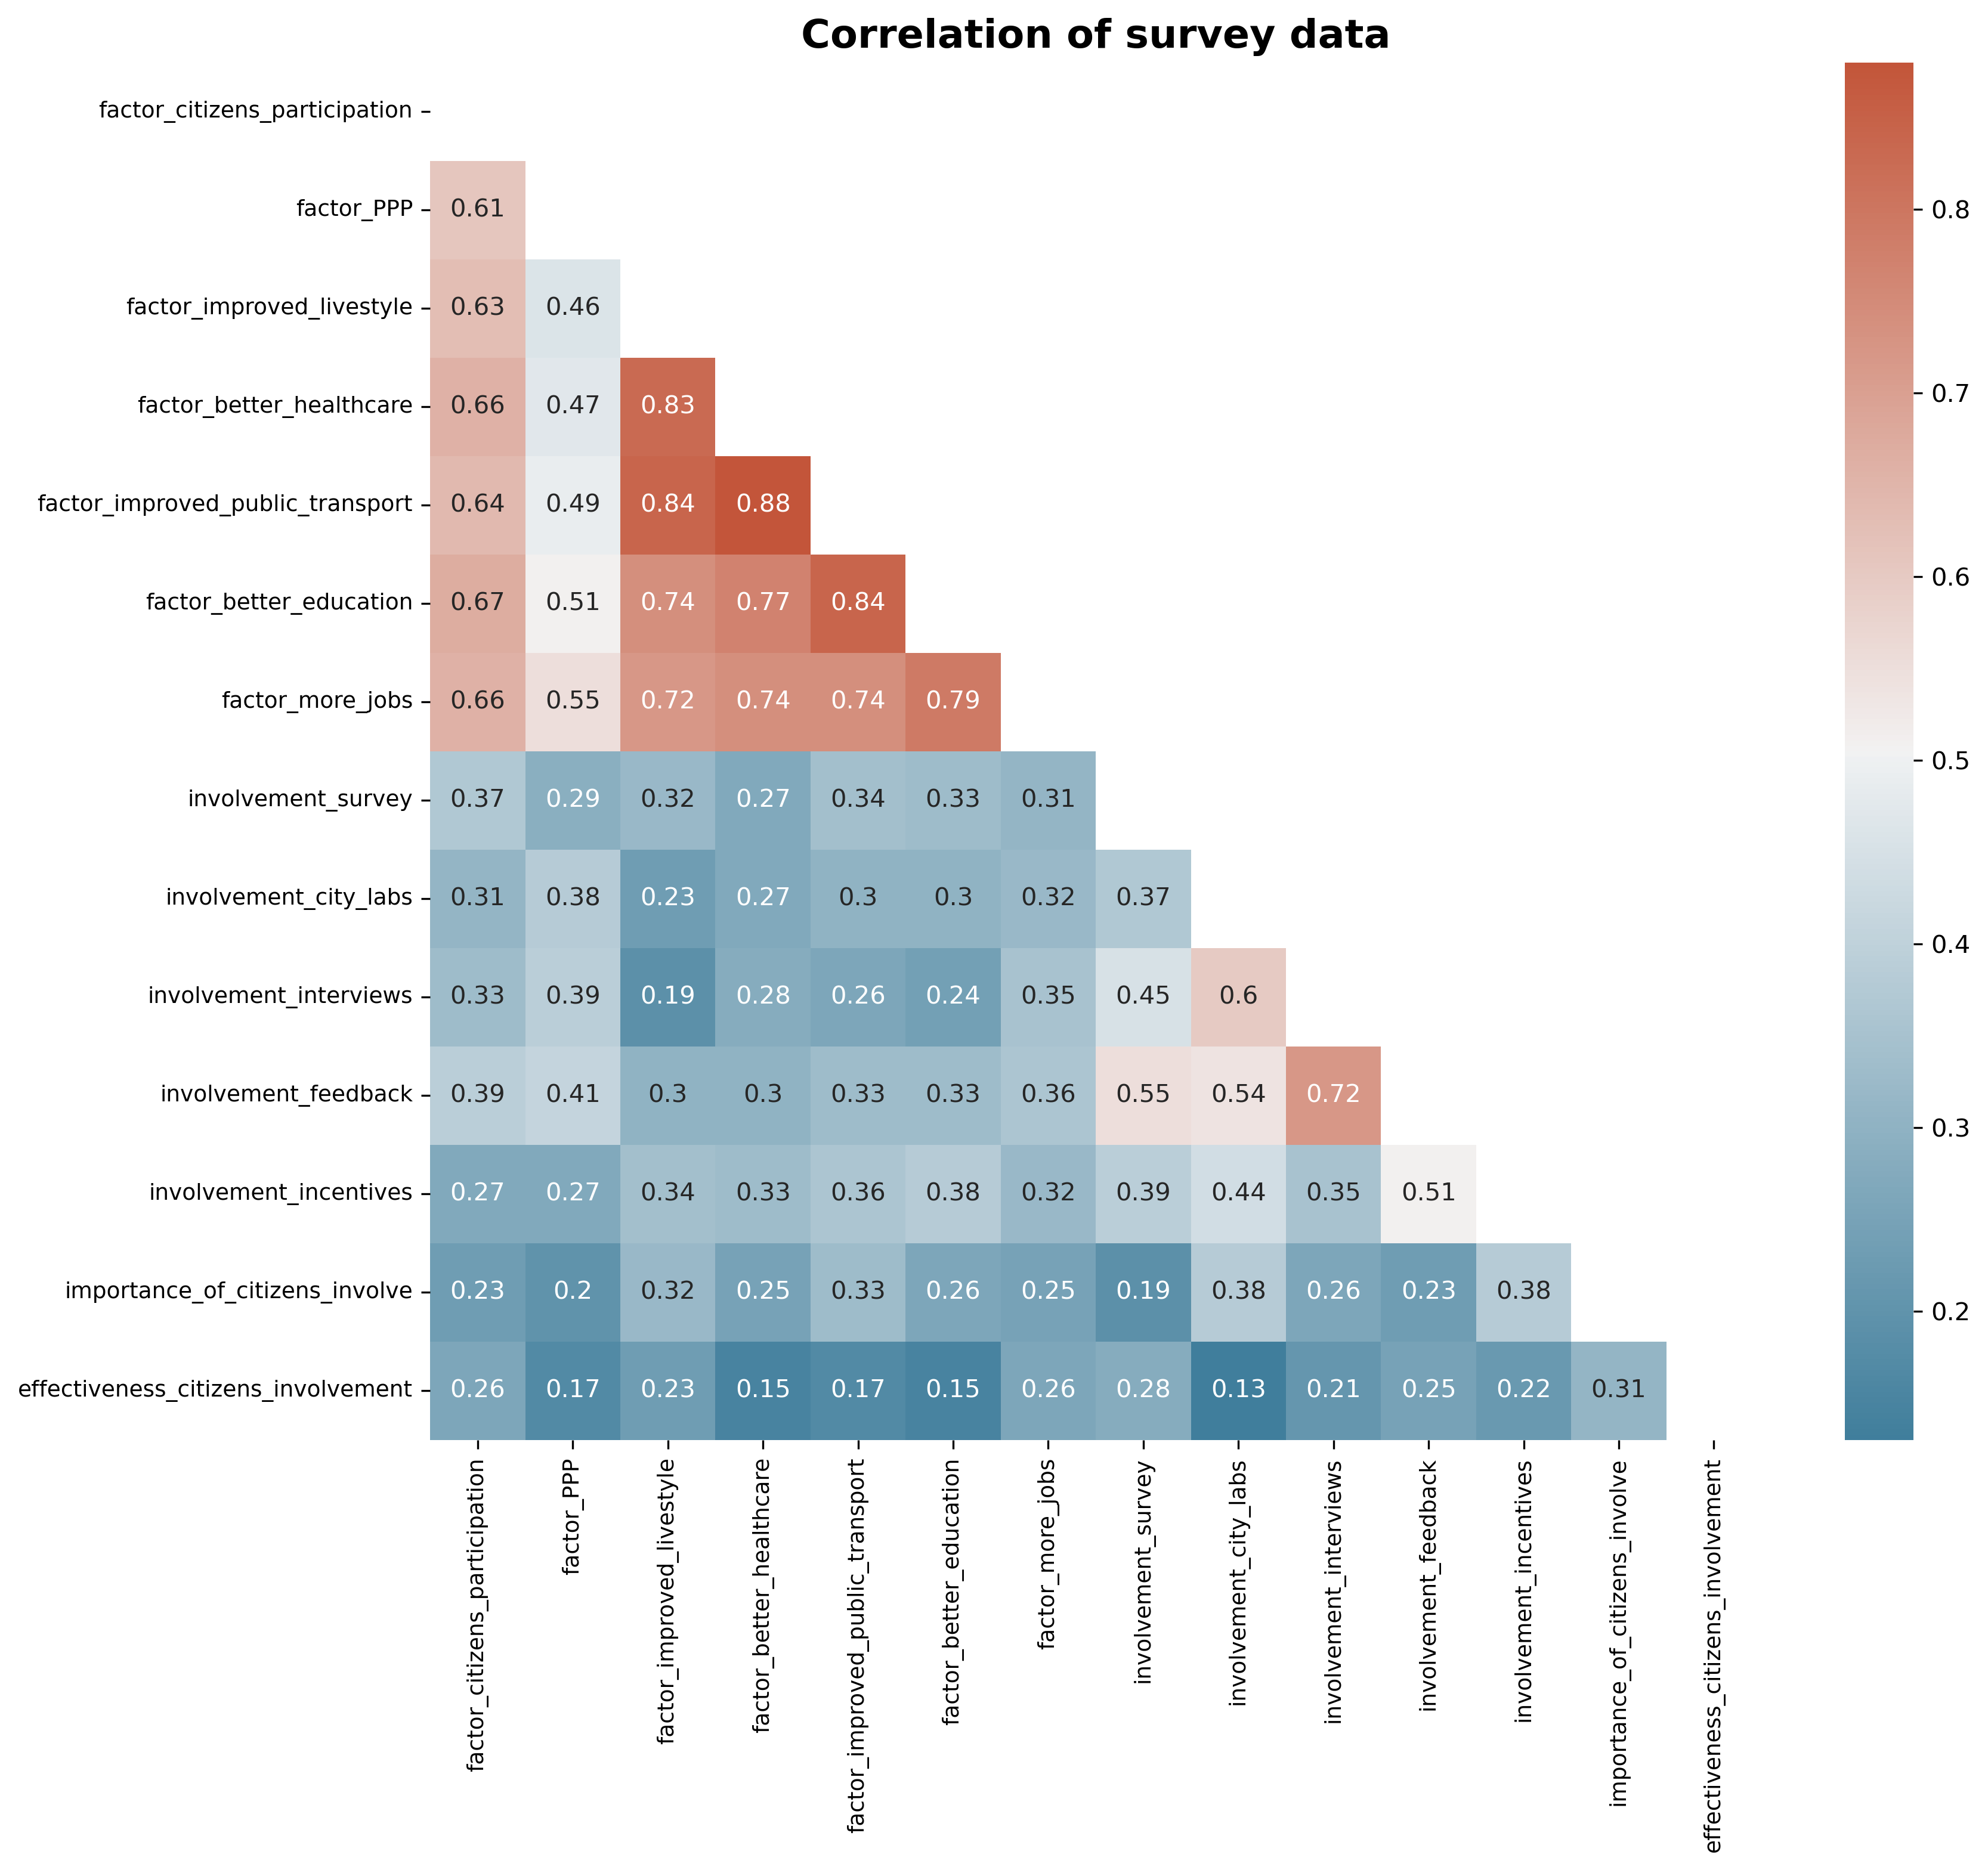 Correlation of survey data
factor_citizens_participation
factor_PPP 0.61
factor_improved_livestyle 0.63 0.46
factor_better_healthcare 0.66 0.47 0.83
factor_improved_public_transport 0.64 0.49 0.84 0.88
factor_better_education 0.67 0.51 0.74 0.77 0.84
factor_more_jobs 0.66 0.55 0.72 0.74 0.74 0.79
involvement_survey 0.37 0.29 0.32 0.27 0.34 0.33 0.31
involvement_city_labs 0.31 0.38 0.23 0.27 0.3 0.3 0.32 0.37
involvement_interviews 0.33 0.39 0.19 0.28 0.26 0.24 0.35 0.45 0.6
involvement_feedback 0.39 0.41 0.3 0.3 0.33 0.33 0.36 0.55 0.54 0.72
involvement_incentives 0.27 0.27 0.34 0.33 0.36 0.38 0.32 0.39 0.44 0.35 0.51
importance_of_citizens_involve 0.23 0.2 0.32 0.25 0.33 0.26 0.25 0.19 0.38 0.26 0.23 0.38
effectiveness_citizens_involvement 0.26 0.17 0.23 0.15 0.17 0.15 0.26 0.28 0.13 0.21 0.25 0.22 0.31
factor_citizens_participation
factor_PPP
factor_improved_livestyle
factor_better_healthcare
factor_improved_public_transport
factor_better_education
factor_more_jobs
involvement_survey
involvement_city_labs
involvement_interviews
involvement_feedback
involvement_incentives
importance_of_citizens_involve
effectiveness_citizens_involvement
0.8
0.7
0.6
0.5
0.4
0.3
0.2